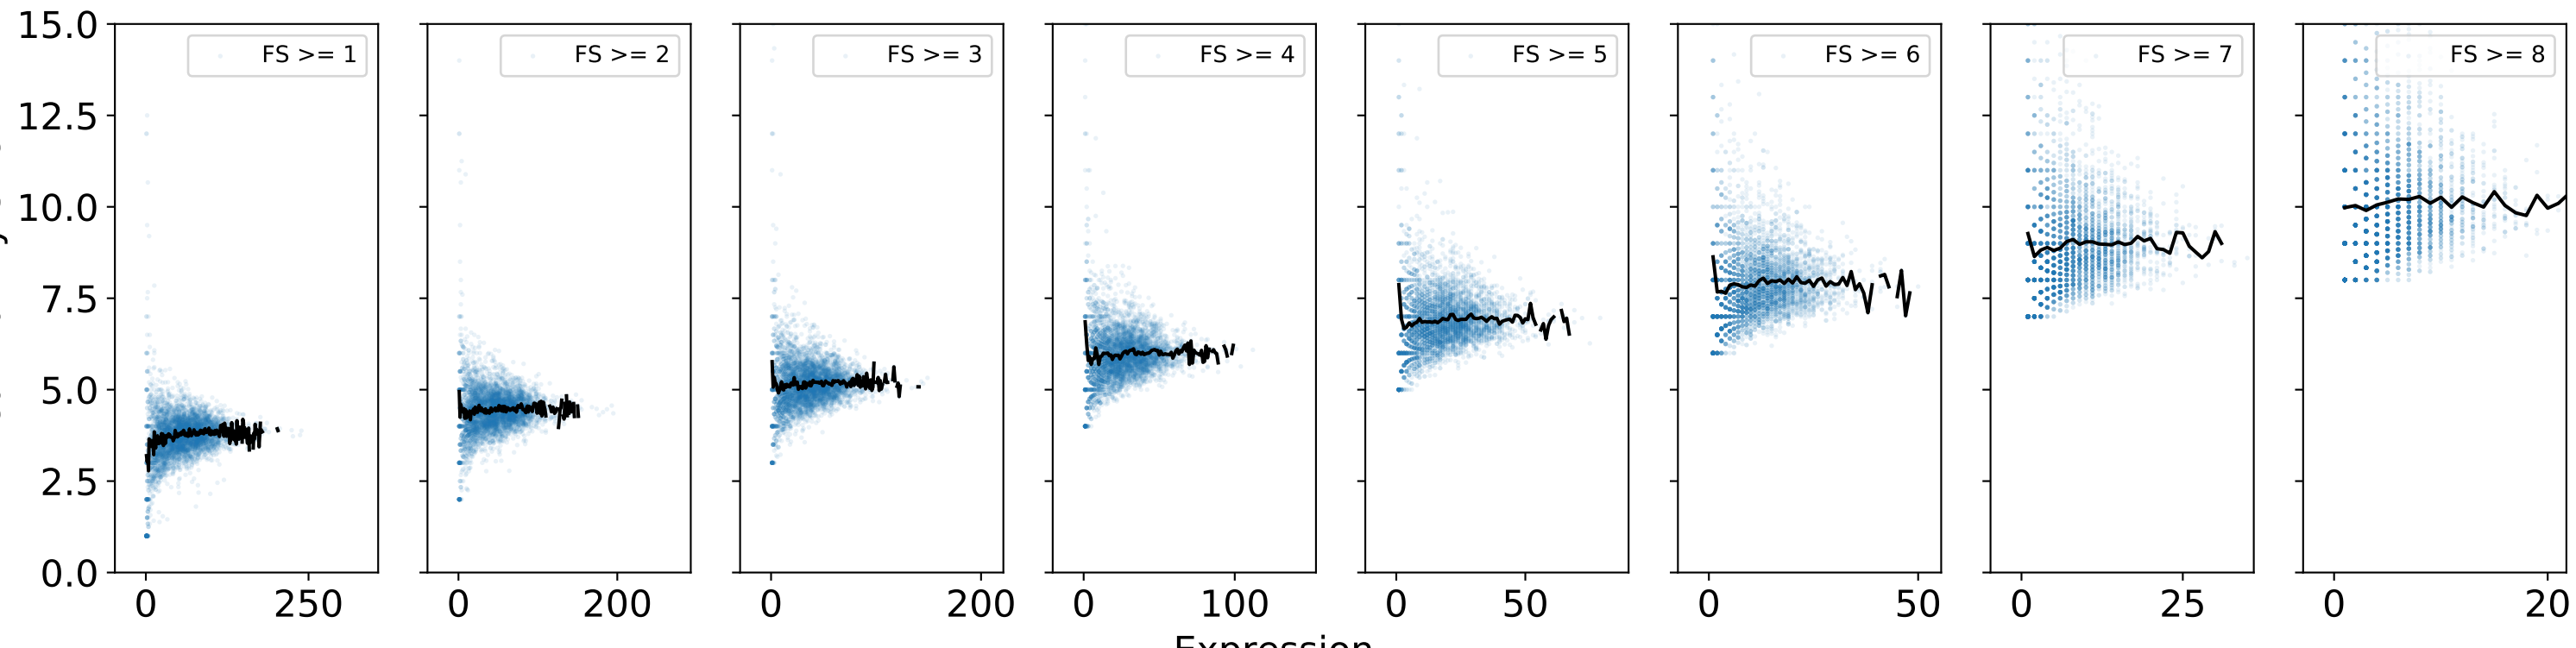 15.0
12.5
10.0
7.5
5.0
2.5
0.0
FS >= 1
FS >= 2
FS >= 3
FS >= 4
FS >= 5
FS >= 6
FS >= 7
FS >= 8
0 250
0 200
0 200
0 100
0 50
0 50
0 25
0 20
Expression